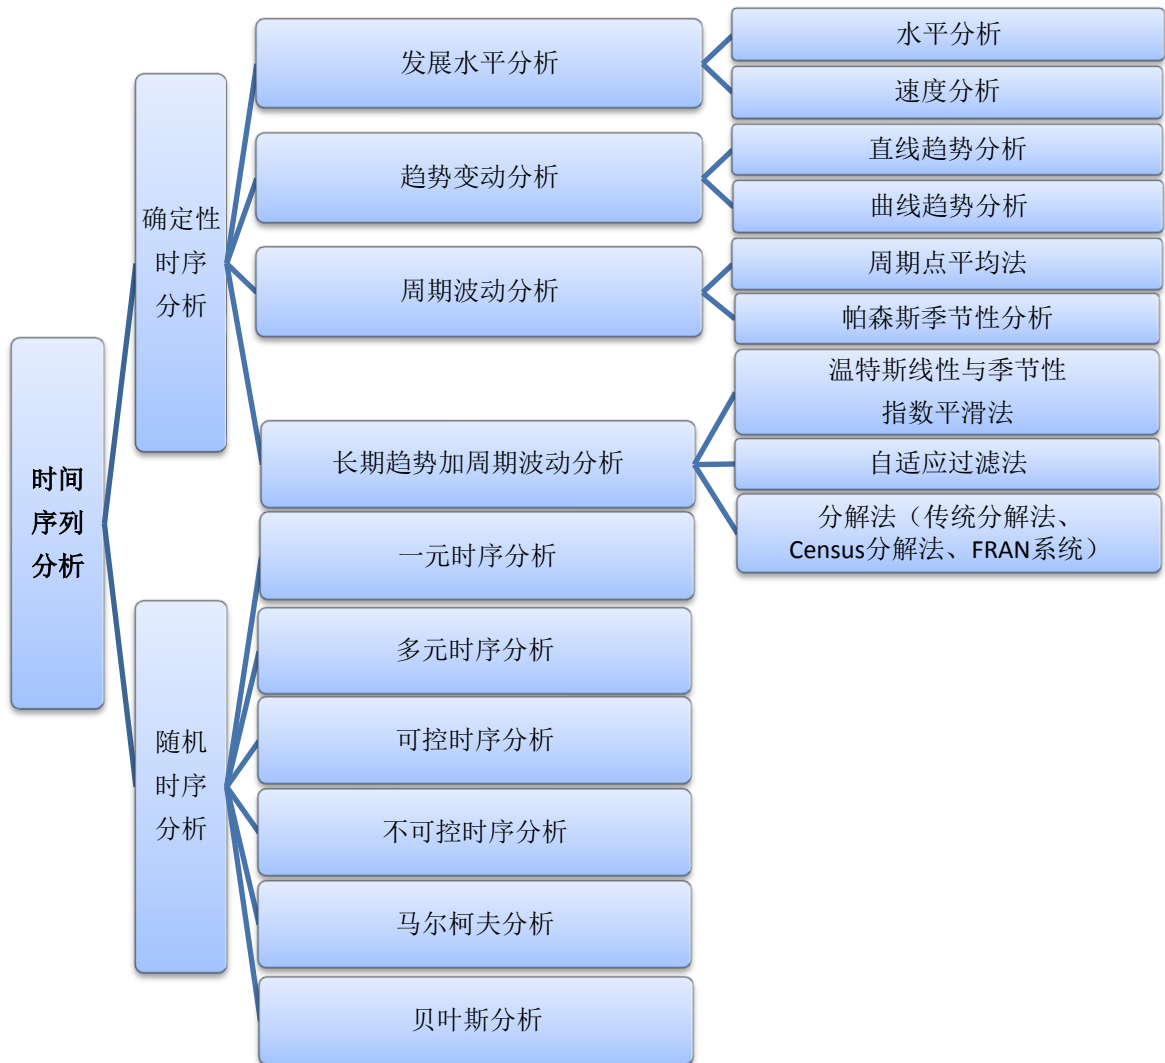 时间
序列
分析
确定性
时序
分析
发展水平分析
水平分析
速度分析
趋势变动分析
直线趋势分析
曲线趋势分析
周期波动分析
周期点平均法
帕森斯季节性分析
长期趋势加周期波动分析
温特斯线性与季节性
指数平滑法
自适应过滤法
分解法（传统分解法、
Census分解法、FRAN系统）
随机
时序
分析
一元时序分析
多元时序分析
可控时序分析
不可控时序分析
马尔柯夫分析
贝叶斯分析